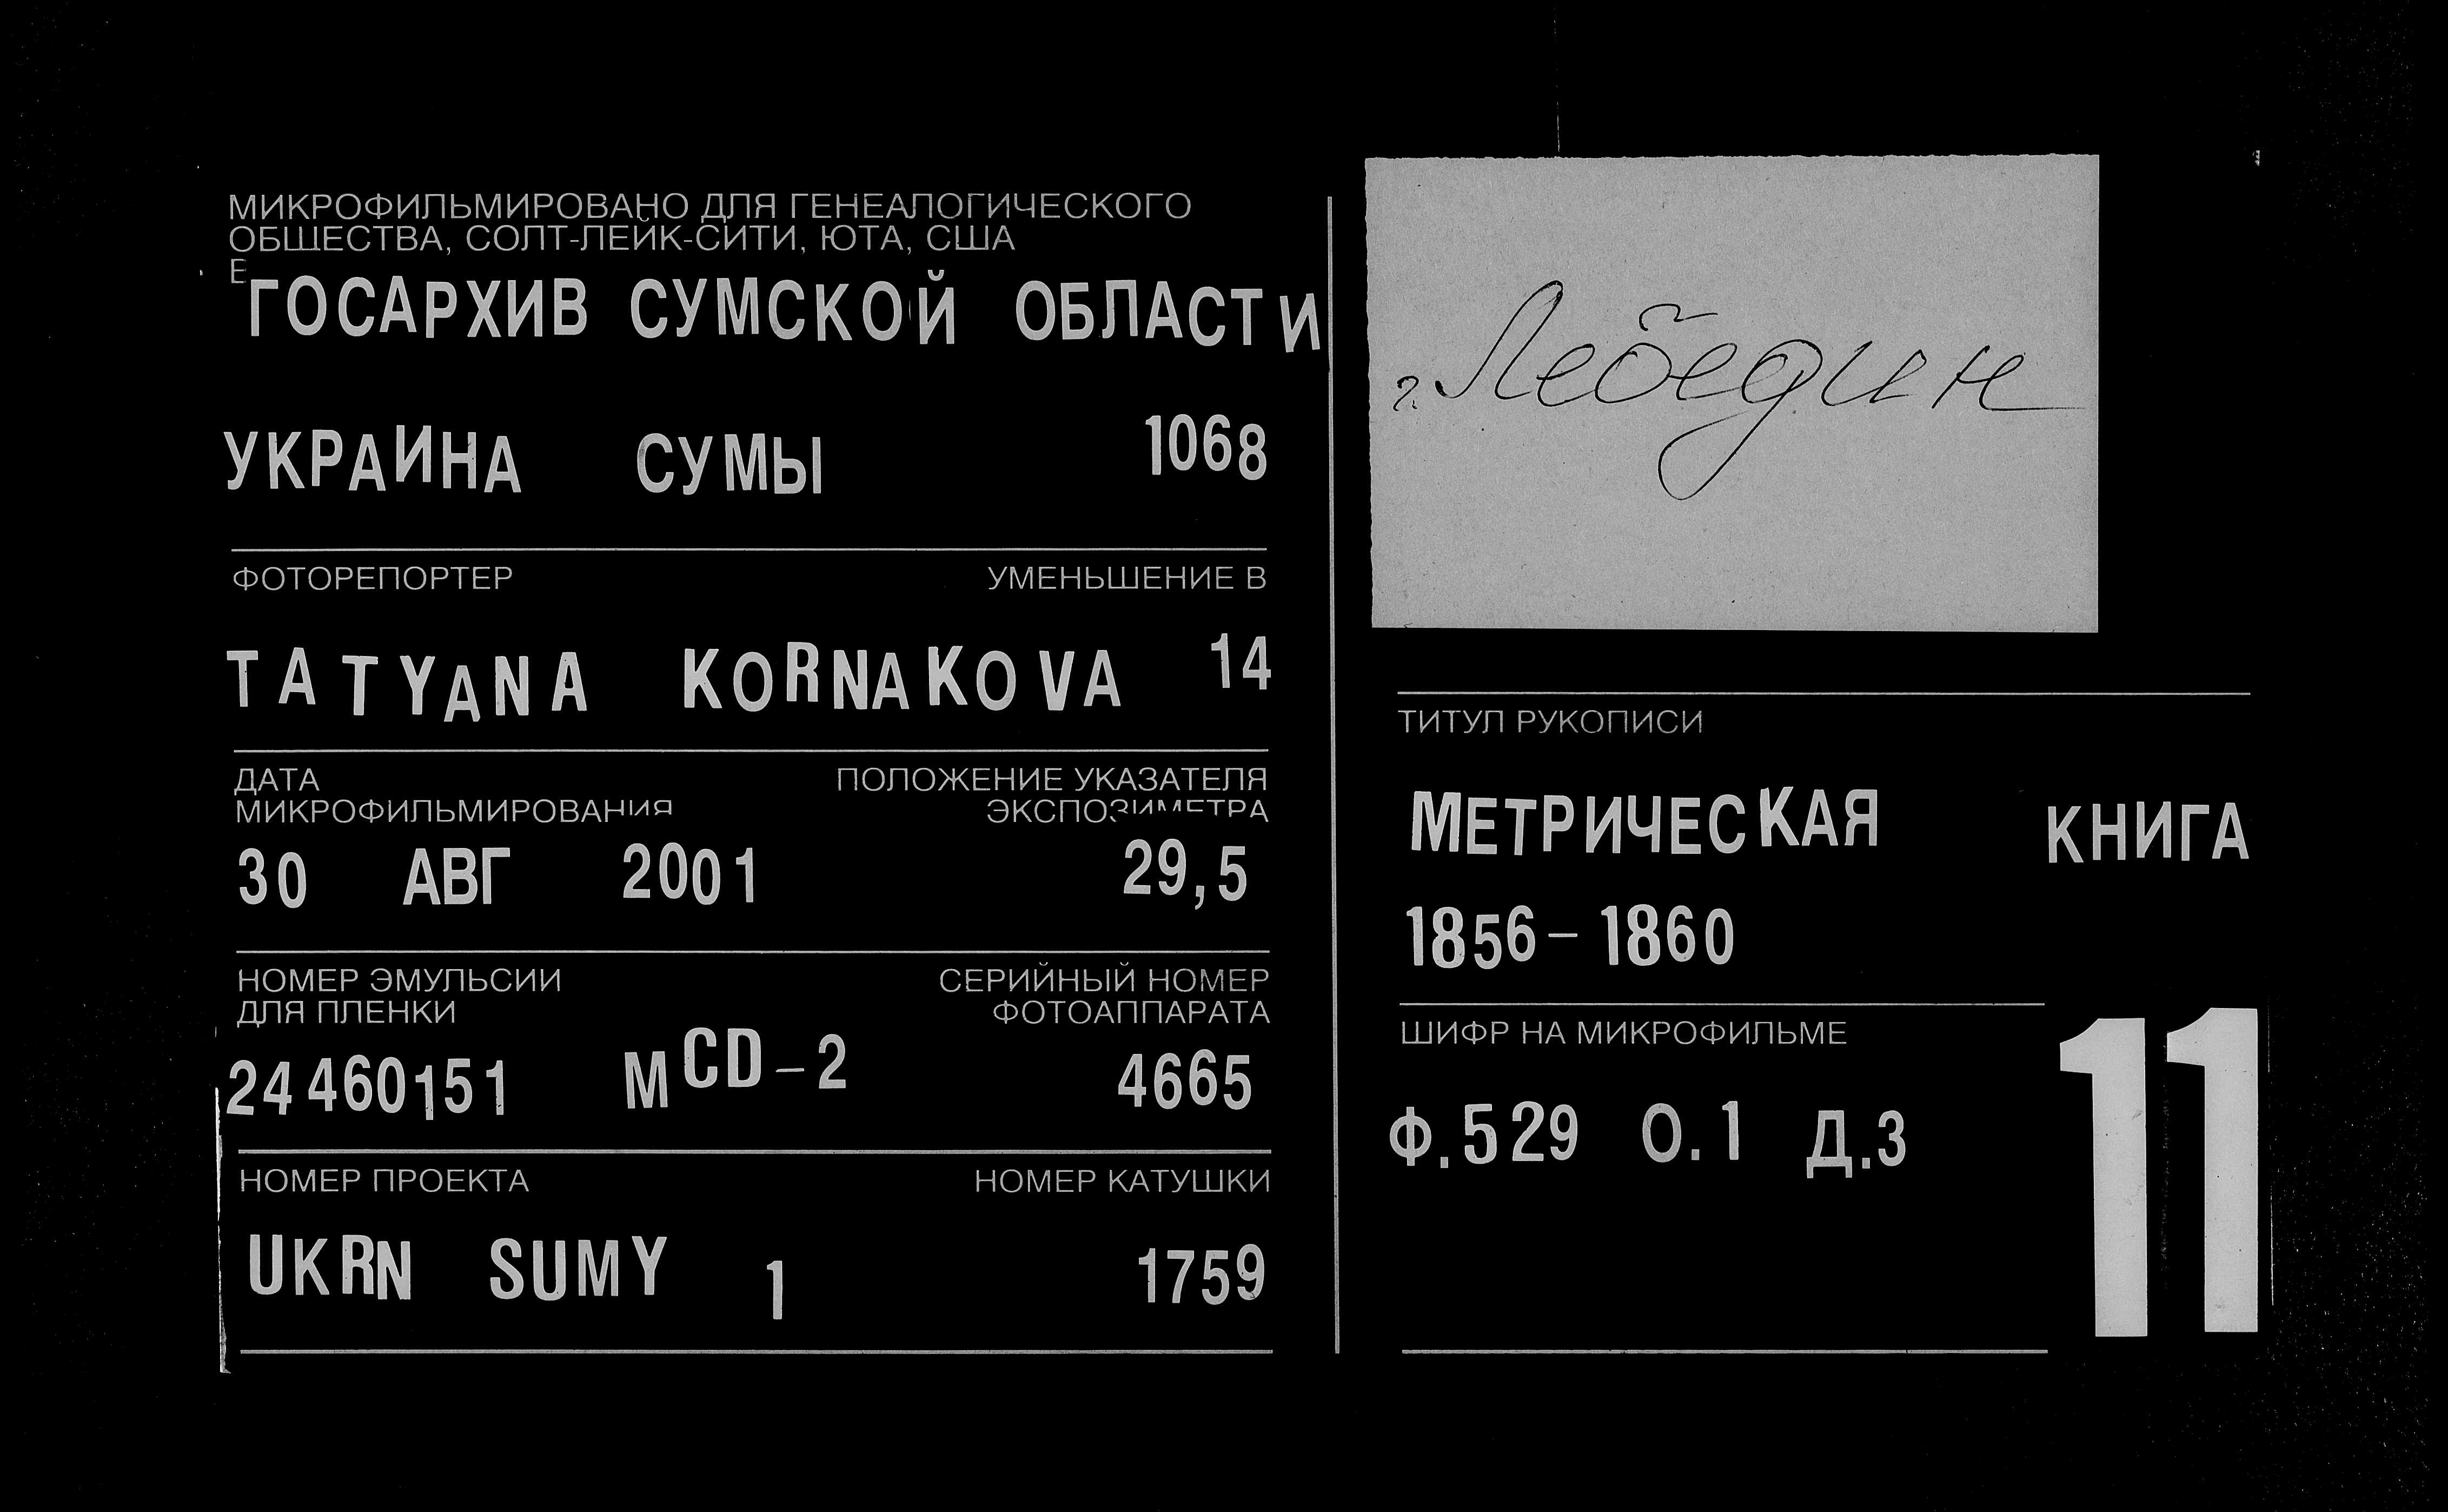 МИКРОФИЛЬМИРОВАНО ДЛЯ ГЕНЕАЛОГИЧЕСКОГО
ОБЩЕСТВА, СОЛТ-ЛЕЙК-СИТИ, ЮТА, США
Е
ГОСАРХИВ СУМСКОЙ ОБЛАСТИ
УКРАИНА СУМЫ 1068
ФОТОРЕПОРТЕР УМЕНЬШЕНИЕ В
TATYANA KORNAKOVA 14
ДАТА ПОЛОЖЕНИЕ УКАЗАТЕЛЯ
МИКРОФИЛЬМИРОВАНИЯ ЭКСПОЗИМЕТРА
30 АВГ 2001 29,5
НОМЕР ЭМУЛЬСИИ СЕРИЙНЫЙ НОМЕР
ДЛЯ ПЛЕНКИ ФОТОАППАРАТА
24460151 MCD-2 4665
НОМЕР ПРОЕКТА НОМЕР КАТУШКИ
UKRN SUMY 1 1759
г. Лебедин
ТИТУЛ РУКОПИСИ
МЕТРИЧЕСКАЯ КНИГА
1856-1860
ШИФР НА МИКРОФИЛЬМЕ
Ф.529 О.1 Д.3
11